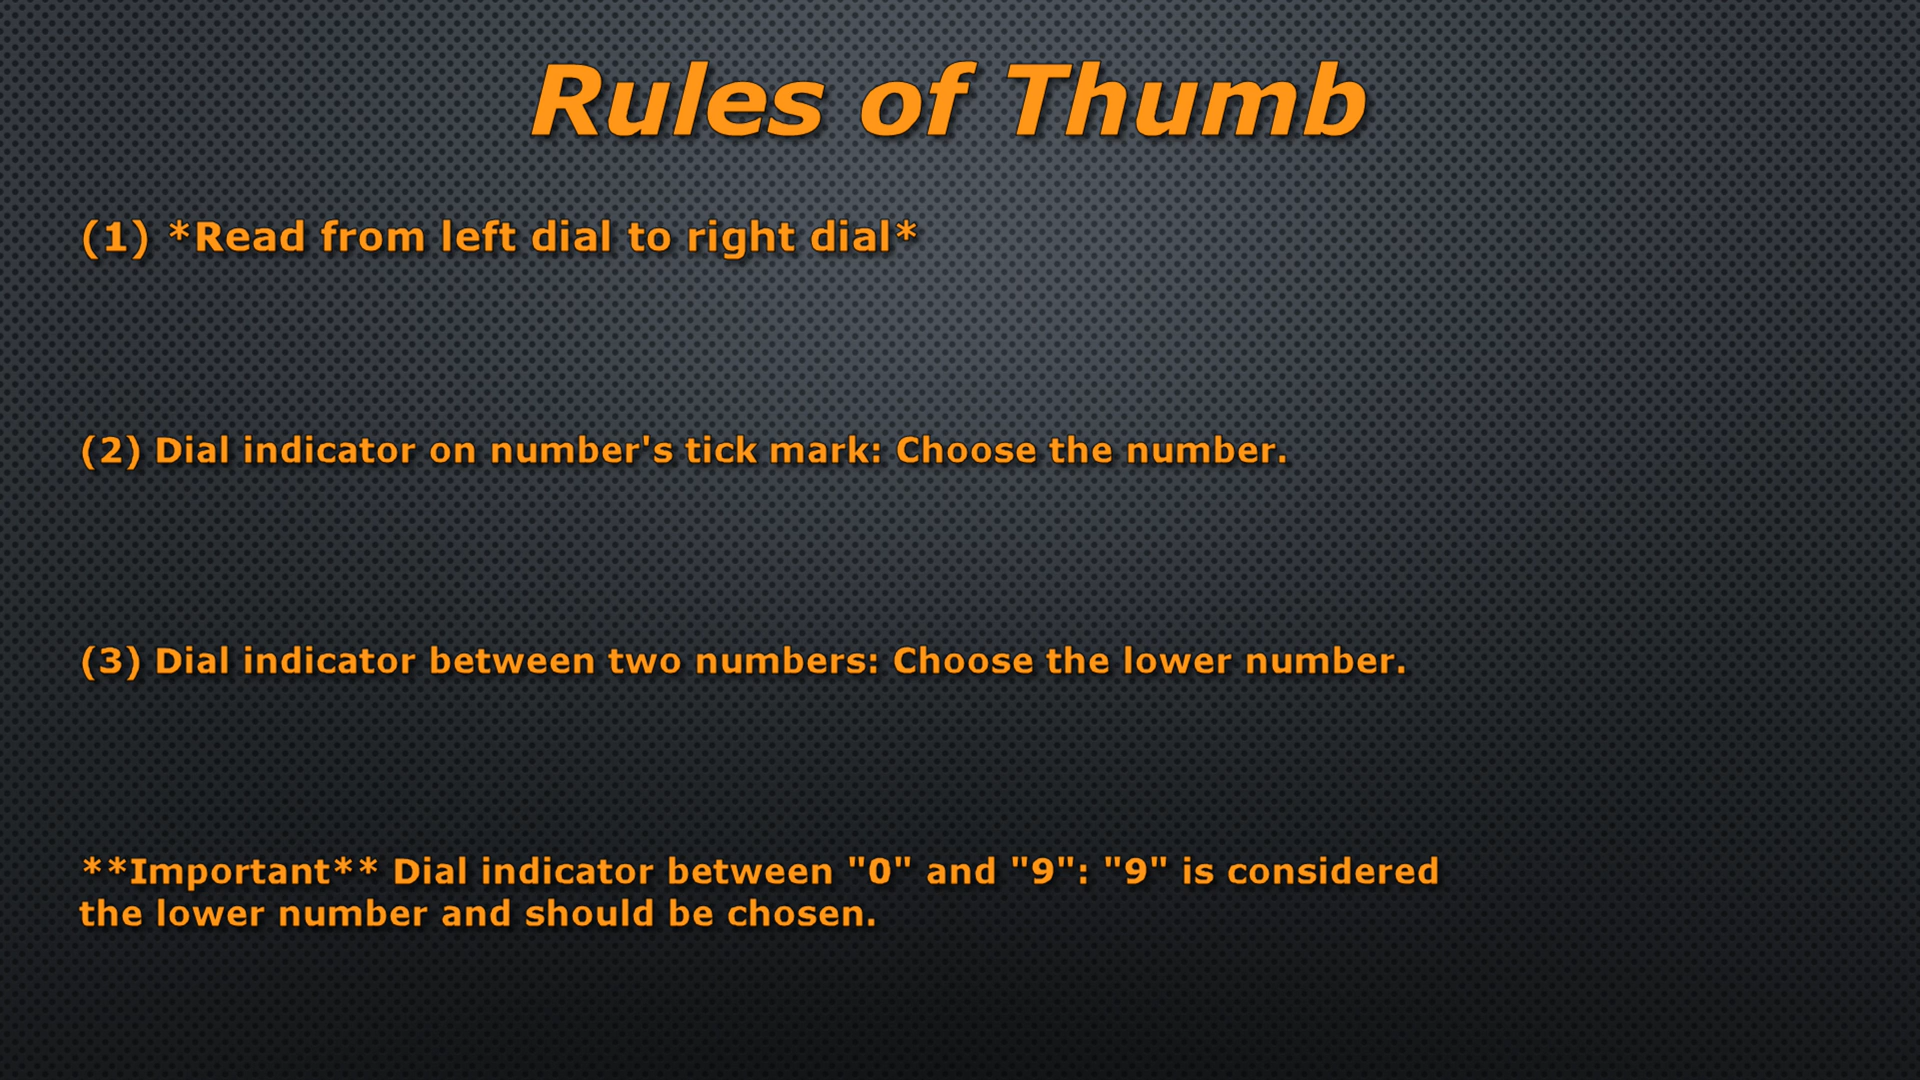 Rules of Thumb
(1) *Read from left dial to right dial*
(2) Dial indicator on number's tick mark: Choose the number.
(3) Dial indicator between two numbers: Choose the lower number.
**Important** Dial indicator between "0" and "9": "9" is considered
the lower number and should be chosen.